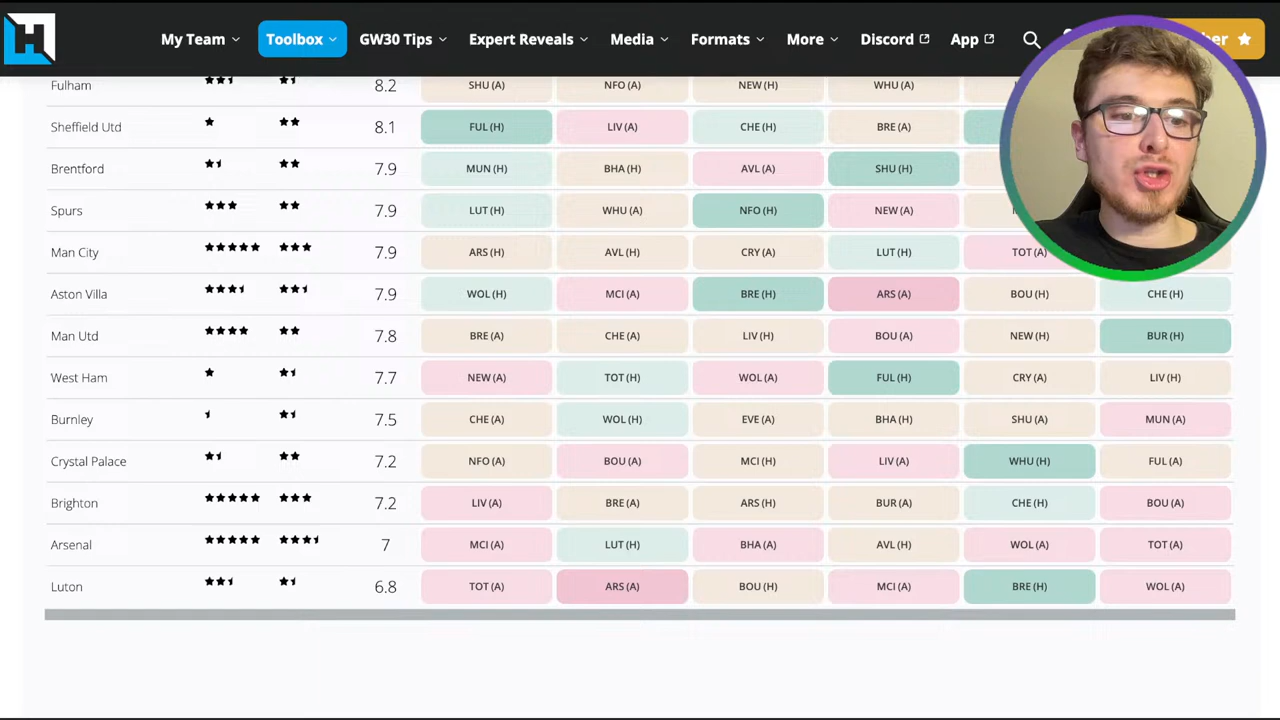 H
My Team Toolbox GW30 Tips Expert Reveals Media Formats More Discord App
Fulham 8.2 SHU (A) NFO (A) NEW (H) WHU (A)
Sheffield Utd 8.1 FUL (H) LIV (A) CHE (H) BRE (A)
Brentford 7.9 MUN (H) BHA (H) AVL (A) SHU (H)
Spurs 7.9 LUT (H) WHU (A) NFO (H) NEW (A)
Man City 7.9 ARS (H) AVL (H) CRY (A) LUT (H) TOT (A)
Aston Villa 7.9 WOL (H) MCI (A) BRE (H) ARS (A) BOU (H) CHE (H)
Man Utd 7.8 BRE (A) CHE (A) LIV (H) BOU (A) NEW (H) BUR (H)
West Ham 7.7 NEW (A) TOT (H) WOL (A) FUL (H) CRY (A) LIV (H)
Burnley 7.5 CHE (A) WOL (H) EVE (A) BHA (H) SHU (A) MUN (A)
Crystal Palace 7.2 NFO (A) BOU (A) MCI (H) LIV (A) WHU (H) FUL (A)
Brighton 7.2 LIV (A) BRE (A) ARS (H) BUR (A) CHE (H) BOU (A)
Arsenal 7 MCI (A) LUT (H) BHA (A) AVL (H) WOL (A) TOT (A)
Luton 6.8 TOT (A) ARS (A) BOU (H) MCI (A) BRE (H) WOL (A)